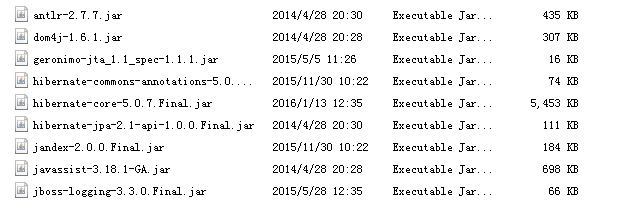 antlr-2.7.7.jar 2014/4/28 20:30 Executable Jar... 435 KB
dom4j-1.6.1.jar 2014/4/28 20:28 Executable Jar... 307 KB
geronimo-jta_1.1_spec-1.1.1.jar 2015/5/5 11:26 Executable Jar... 16 KB
hibernate-commons-annotations-5.0.... 2015/11/30 10:22 Executable Jar... 74 KB
hibernate-core-5.0.7.Final.jar 2016/1/13 12:35 Executable Jar... 5,453 KB
hibernate-jpa-2.1-api-1.0.0.Final.jar 2014/4/28 20:30 Executable Jar... 111 KB
jandex-2.0.0.Final.jar 2015/11/30 10:22 Executable Jar... 184 KB
javassist-3.18.1-GA.jar 2014/4/28 20:28 Executable Jar... 698 KB
jboss-logging-3.3.0.Final.jar 2015/5/28 12:35 Executable Jar... 66 KB